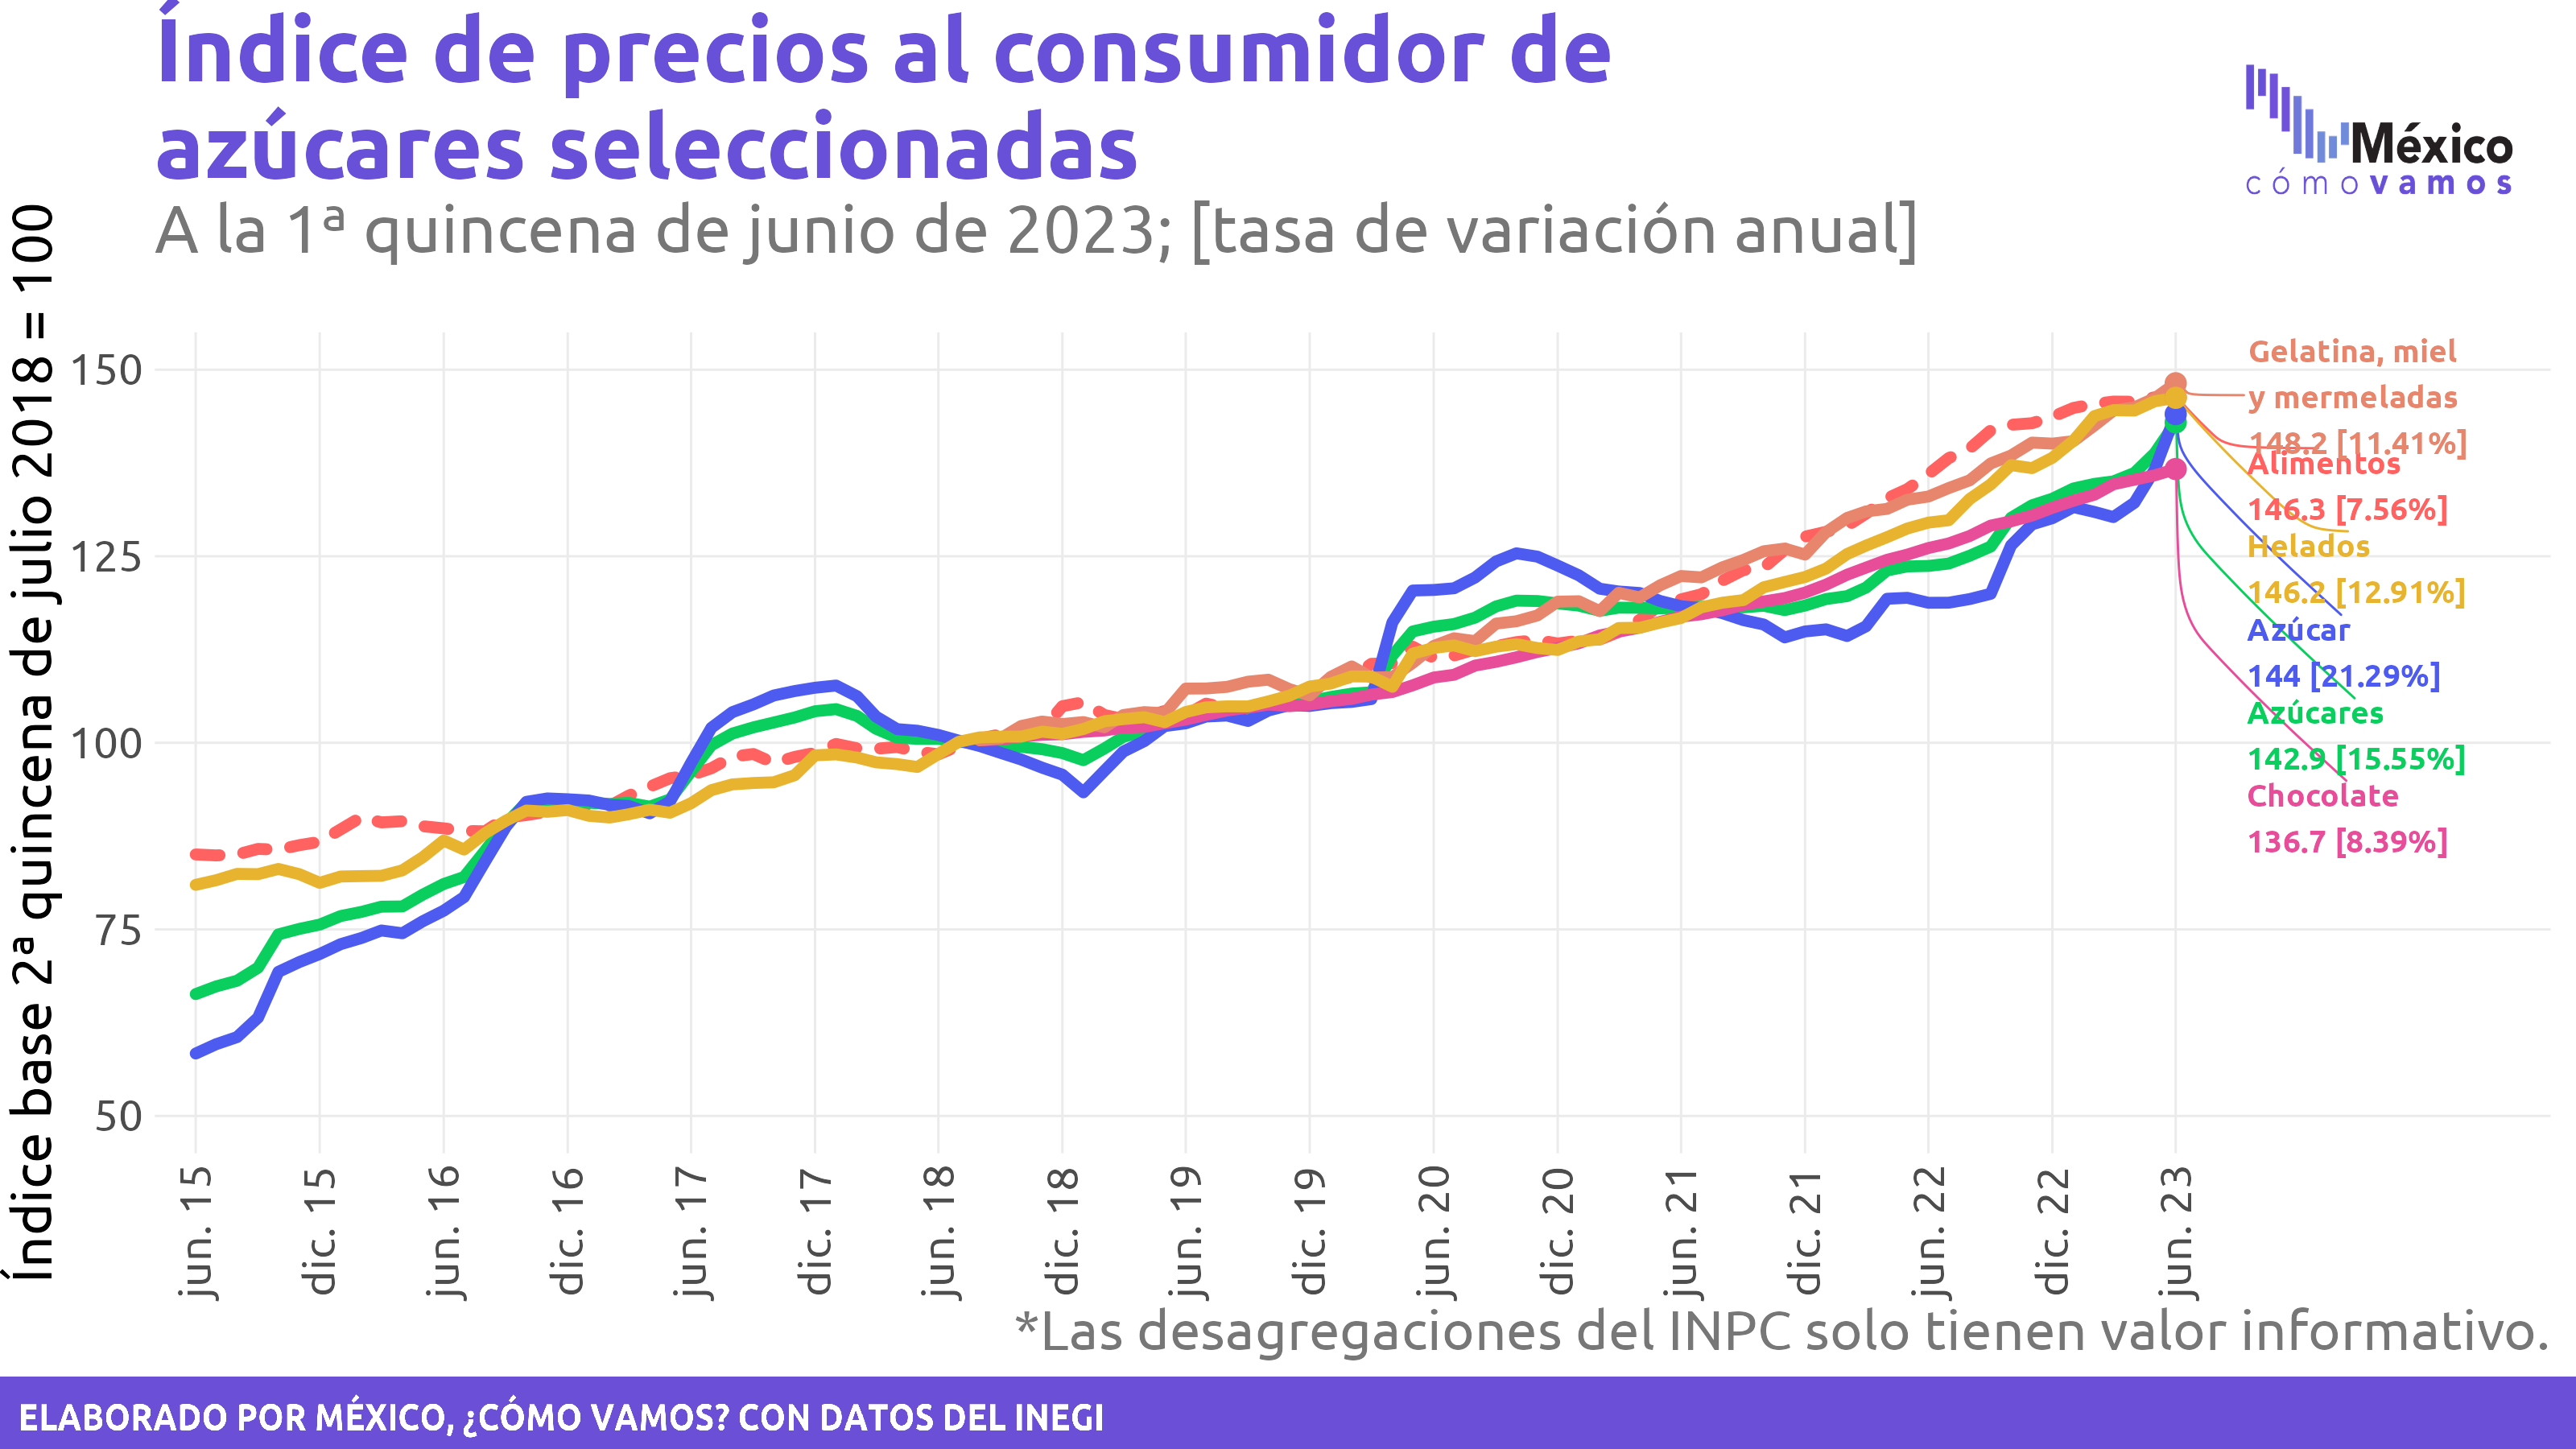 Índice de precios al consumidor de
azúcares seleccionadas
A la 1ª quincena de junio de 2023; [tasa de variación anual]
México
cómo vamos
Índice base 2ª quincena de julio 2018 = 100
150
125
100
75
50
Gelatina, miel
y mermeladas
148.2 [11.41%]
Alimentos
146.3 [7.56%]
Helados
146.2 [12.91%]
Azúcar
144 [21.29%]
Azúcares
142.9 [15.55%]
Chocolate
136.7 [8.39%]
jun. 15
dic. 15
jun. 16
dic. 16
jun. 17
dic. 17
jun. 18
dic. 18
jun. 19
dic. 19
jun. 20
dic. 20
jun. 21
dic. 21
jun. 22
dic. 22
jun. 23
*Las desagregaciones del INPC solo tienen valor informativo.
ELABORADO POR MÉXICO, ¿CÓMO VAMOS? CON DATOS DEL INEGI